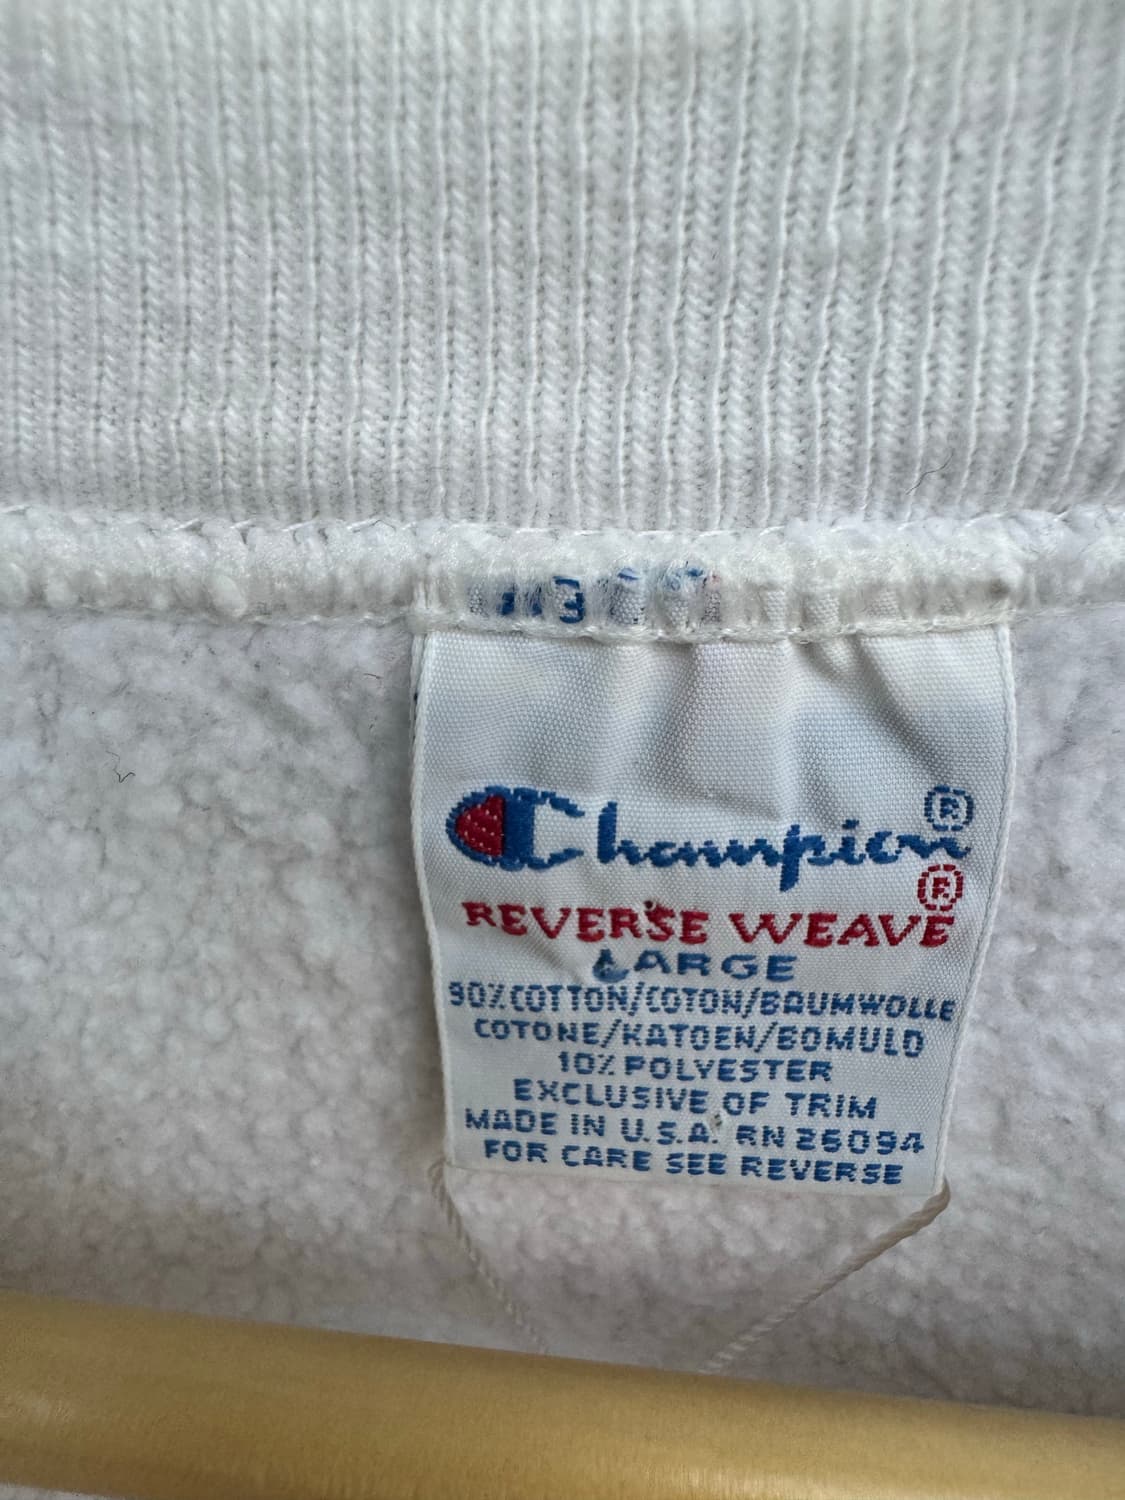 3
Champion®
REVERSE WEAVE®
LARGE
90% COTTON/COTON/BAUMWOLLE
COTONE/KATOEN/BOMULD
10% POLYESTER
EXCLUSIVE OF TRIM
MADE IN U.S.A. RN 26094
FOR CARE SEE REVERSE